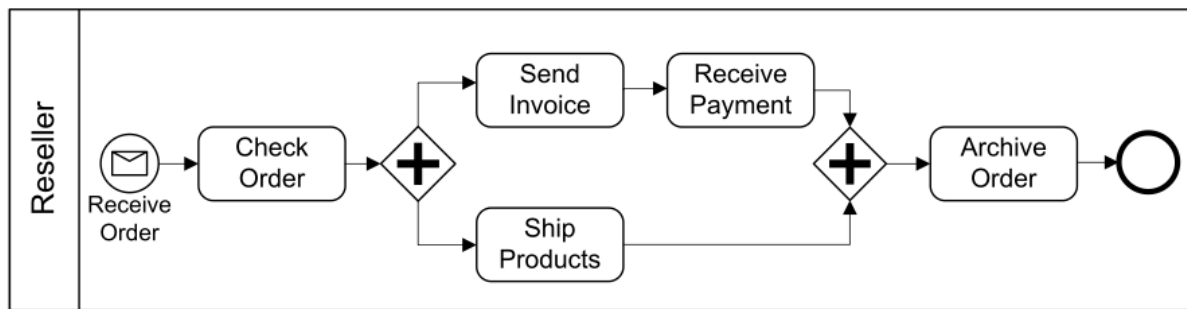 Reseller
Receive
Order
Check
Order
Send
Invoice
Receive
Payment
Ship
Products
Archive
Order